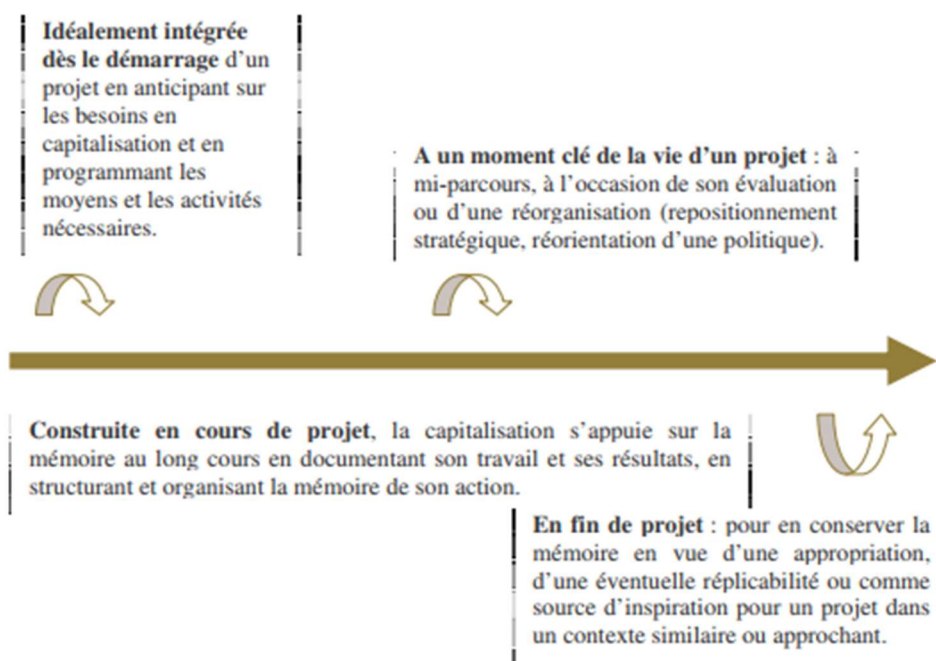 Idéalement intégrée
dès le démarrage d'un
projet en anticipant sur
les besoins en
capitalisation et en
programmant les
moyens et les activités
nécessaires.
A un moment clé de la vie d'un projet : à
mi-parcours, à l'occasion de son évaluation
ou d'une réorganisation (repositionnement
stratégique, réorientation d'une politique).
Construite en cours de projet, la capitalisation s'appuie sur la
mémoire au long cours en documentant son travail et ses résultats, en
structurant et organisant la mémoire de son action.
En fin de projet : pour en conserver la
mémoire en vue d'une appropriation,
d'une éventuelle réplicabilité ou comme
source d'inspiration pour un projet dans
un contexte similaire ou approchant.